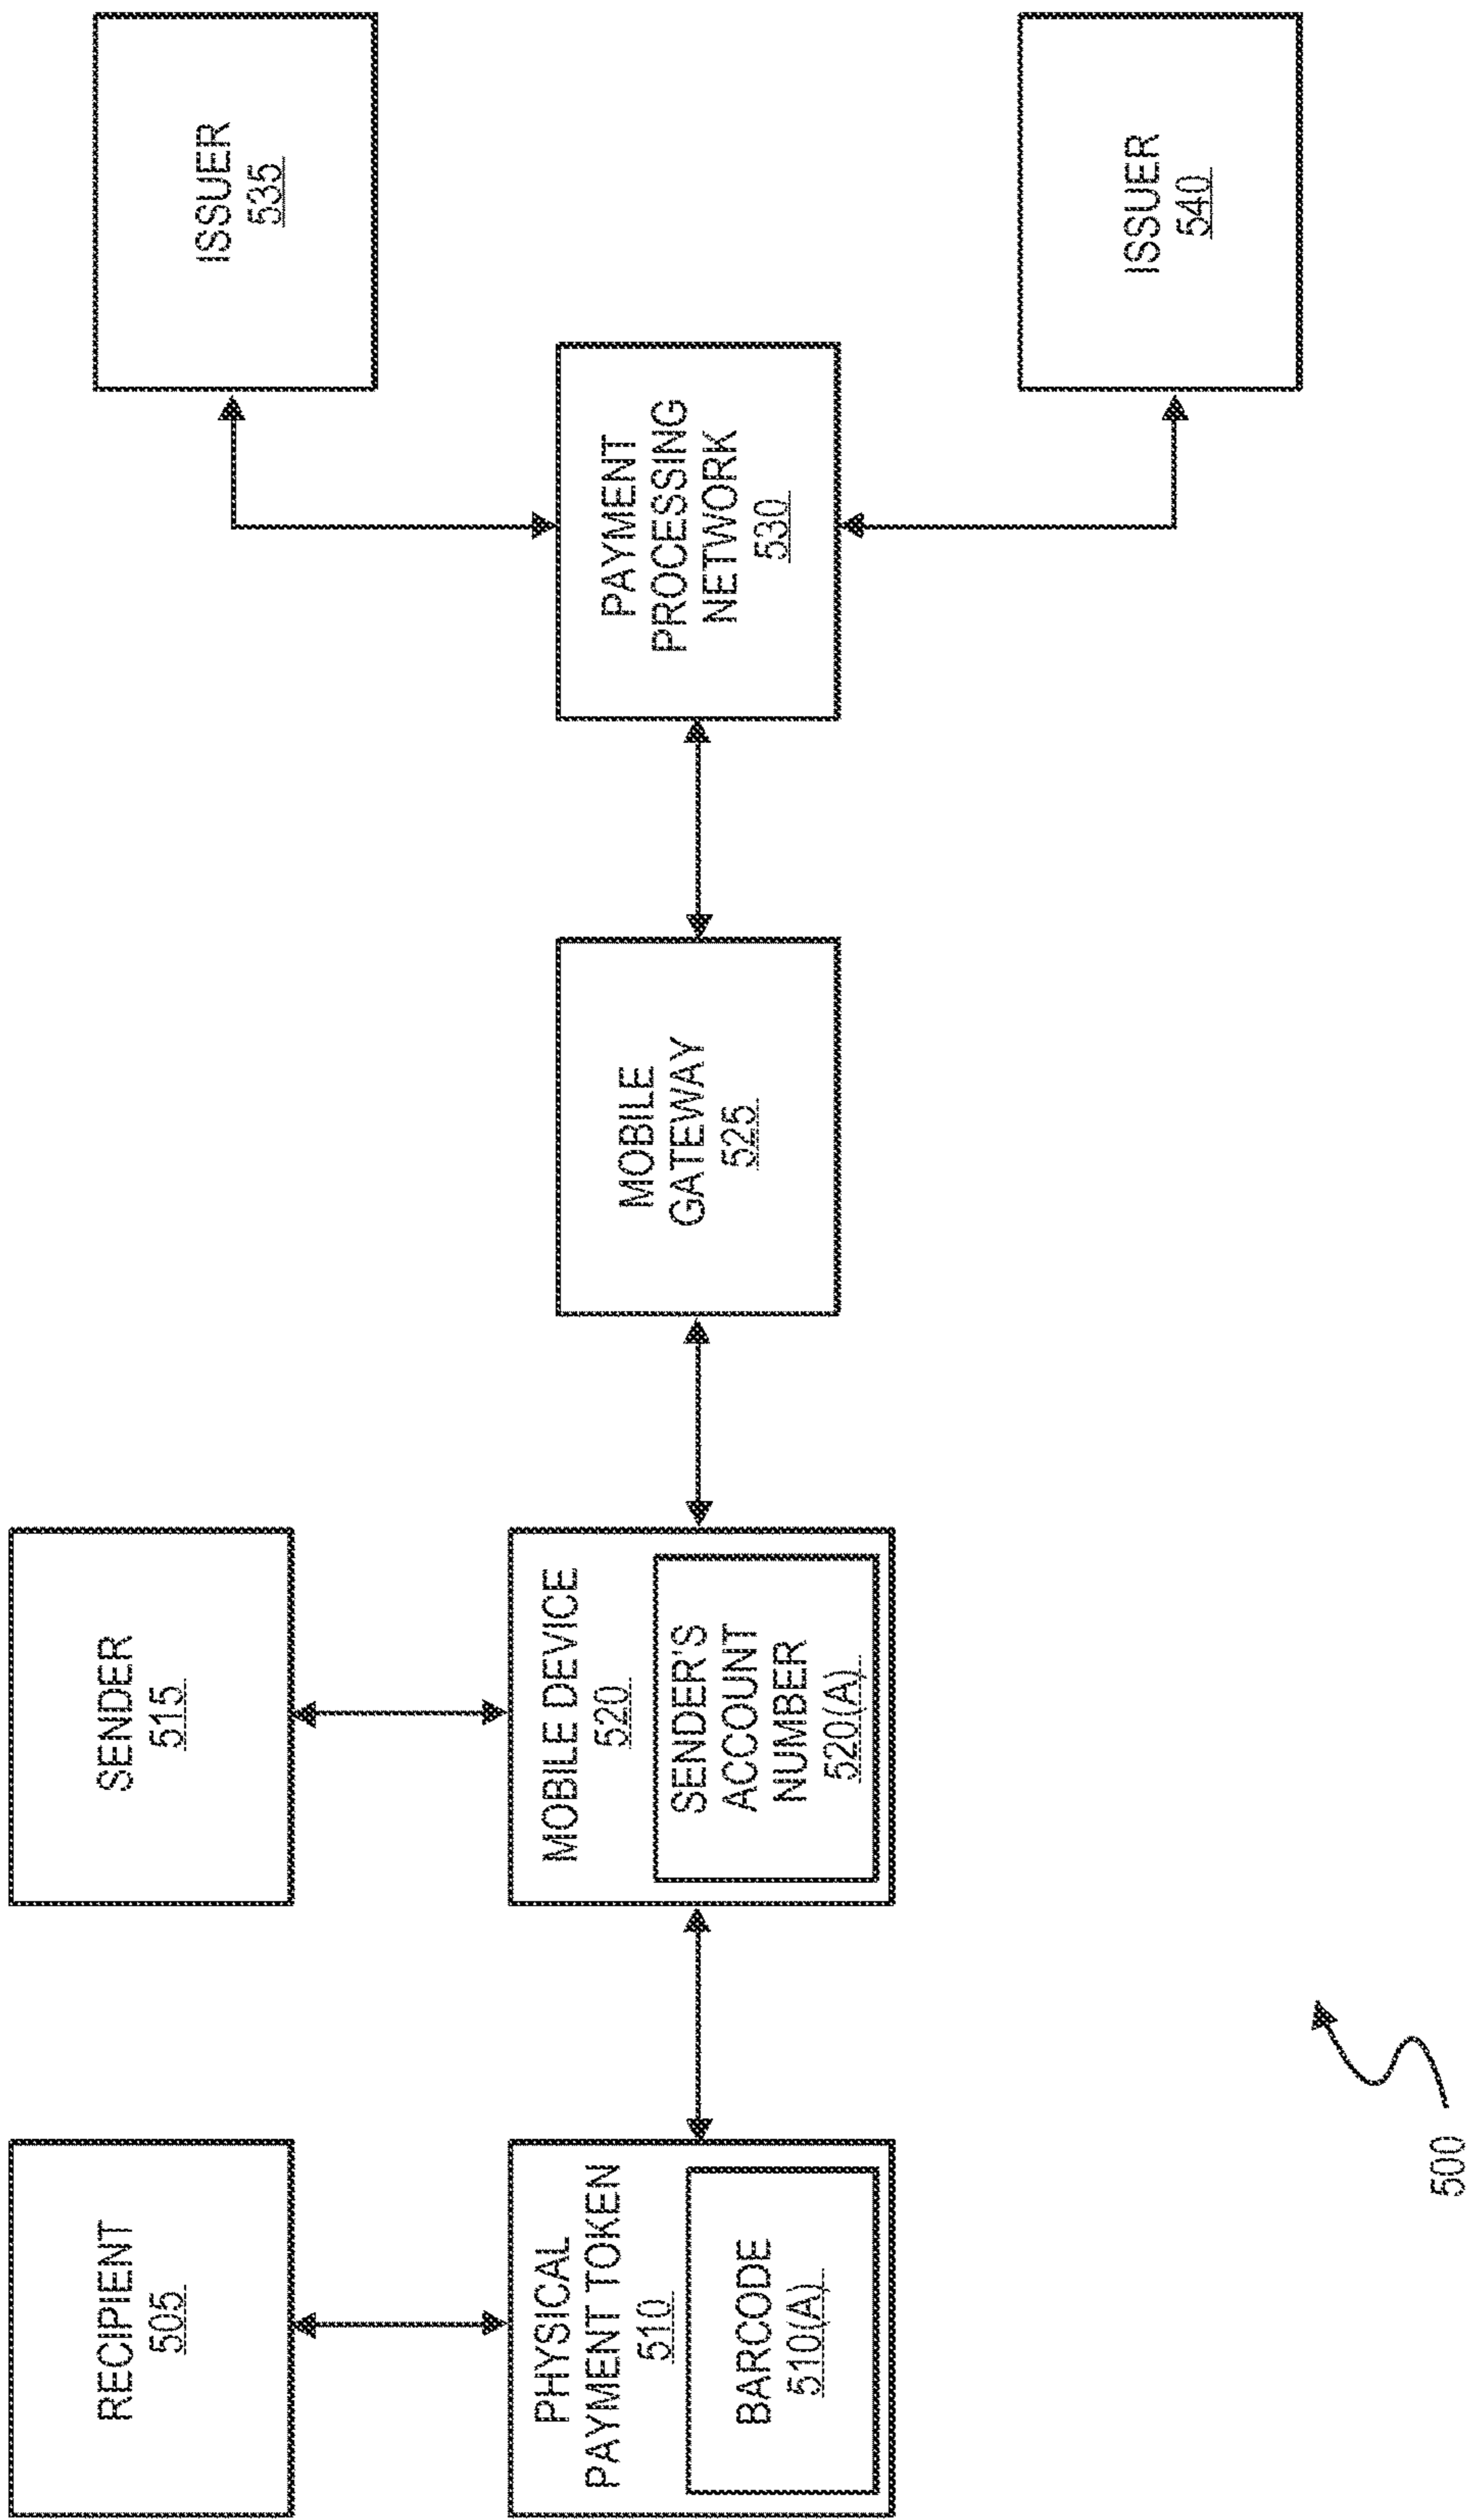 RECIPIENT
505
PHYSICAL
PAYMENT TOKEN
510
BARCODE
510(A)
SENDER
515
MOBILE DEVICE
520
SENDER'S
ACCOUNT
NUMBER
520(A)
MOBILE
GATEWAY
525
PAYMENT
PROCESSING
NETWORK
530
ISSUER
535
ISSUER
540
500